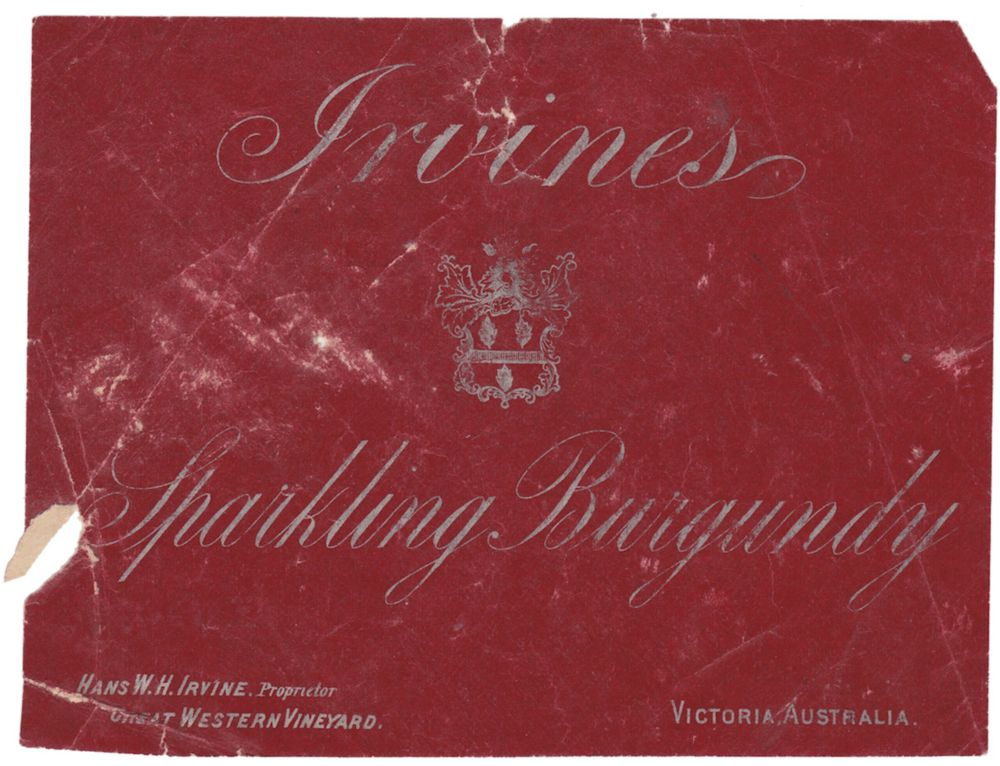 Irvines
Sparkling Burgundy
HANS W. H. IRVINE. Proprietor
GREAT WESTERN VINEYARD.
VICTORIA, AUSTRALIA.